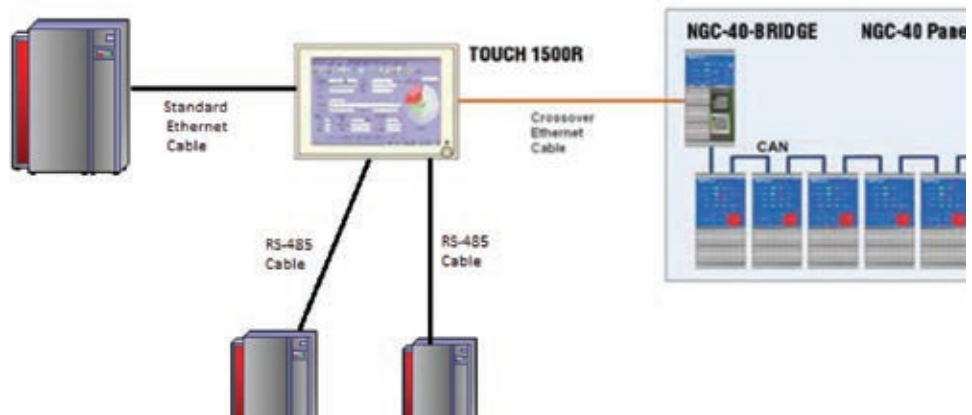 NGC-40-BRIDGE
NGC-40 Pane
TOUCH 1500R
Standard
Ethernet
Cable
Crossover
Ethernet
Cable
CAN
RS-485
Cable
RS-485
Cable